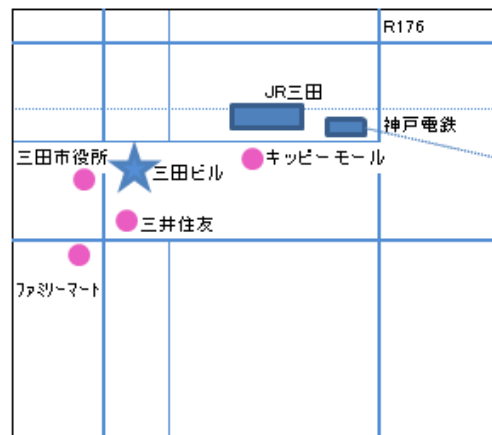 R176
JR三田
神戸電鉄
三田市役所
三田ビル
キッピーモール
三井住友
ファミリーマート